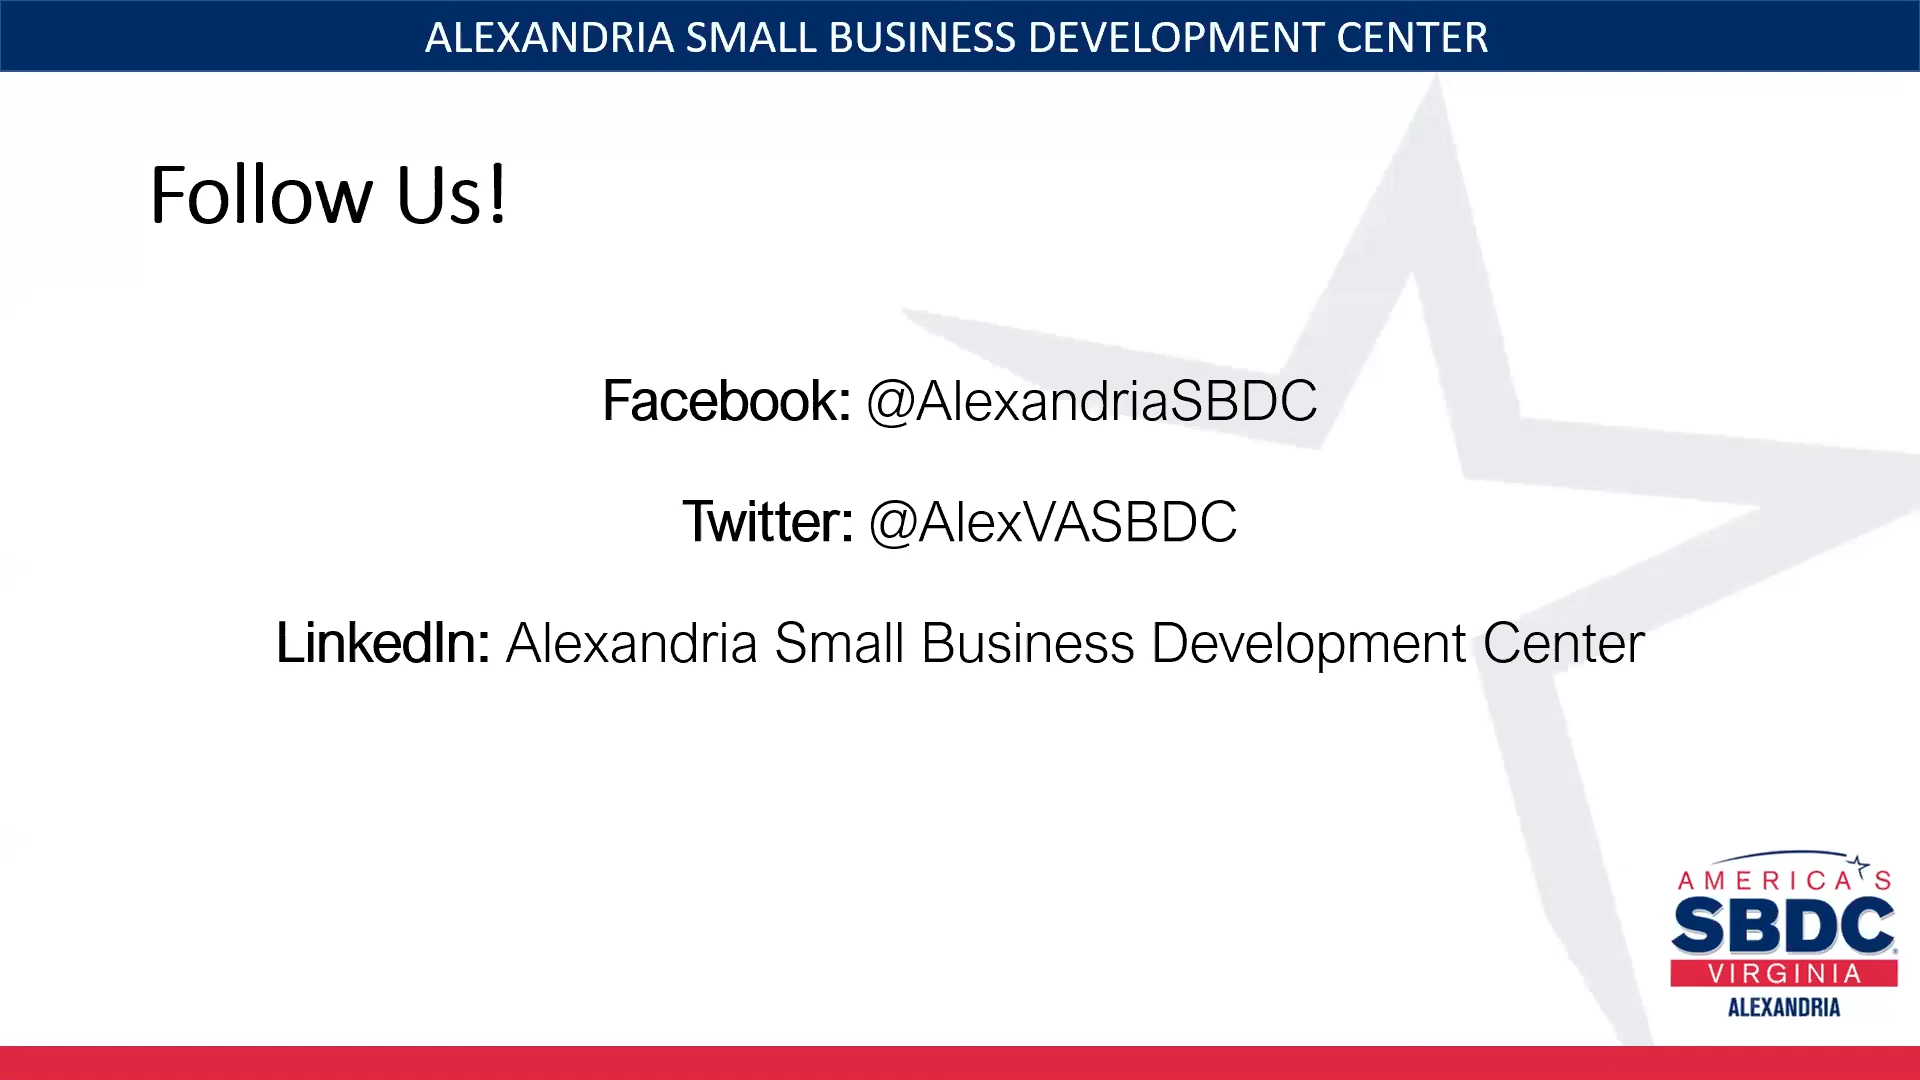 ALEXANDRIA SMALL BUSINESS DEVELOPMENT CENTER
Follow Us!
Facebook: @AlexandriaSBDC
Twitter: @AlexVASBDC
LinkedIn: Alexandria Small Business Development Center
AMERICA'S
SBDC®
VIRGINIA
ALEXANDRIA